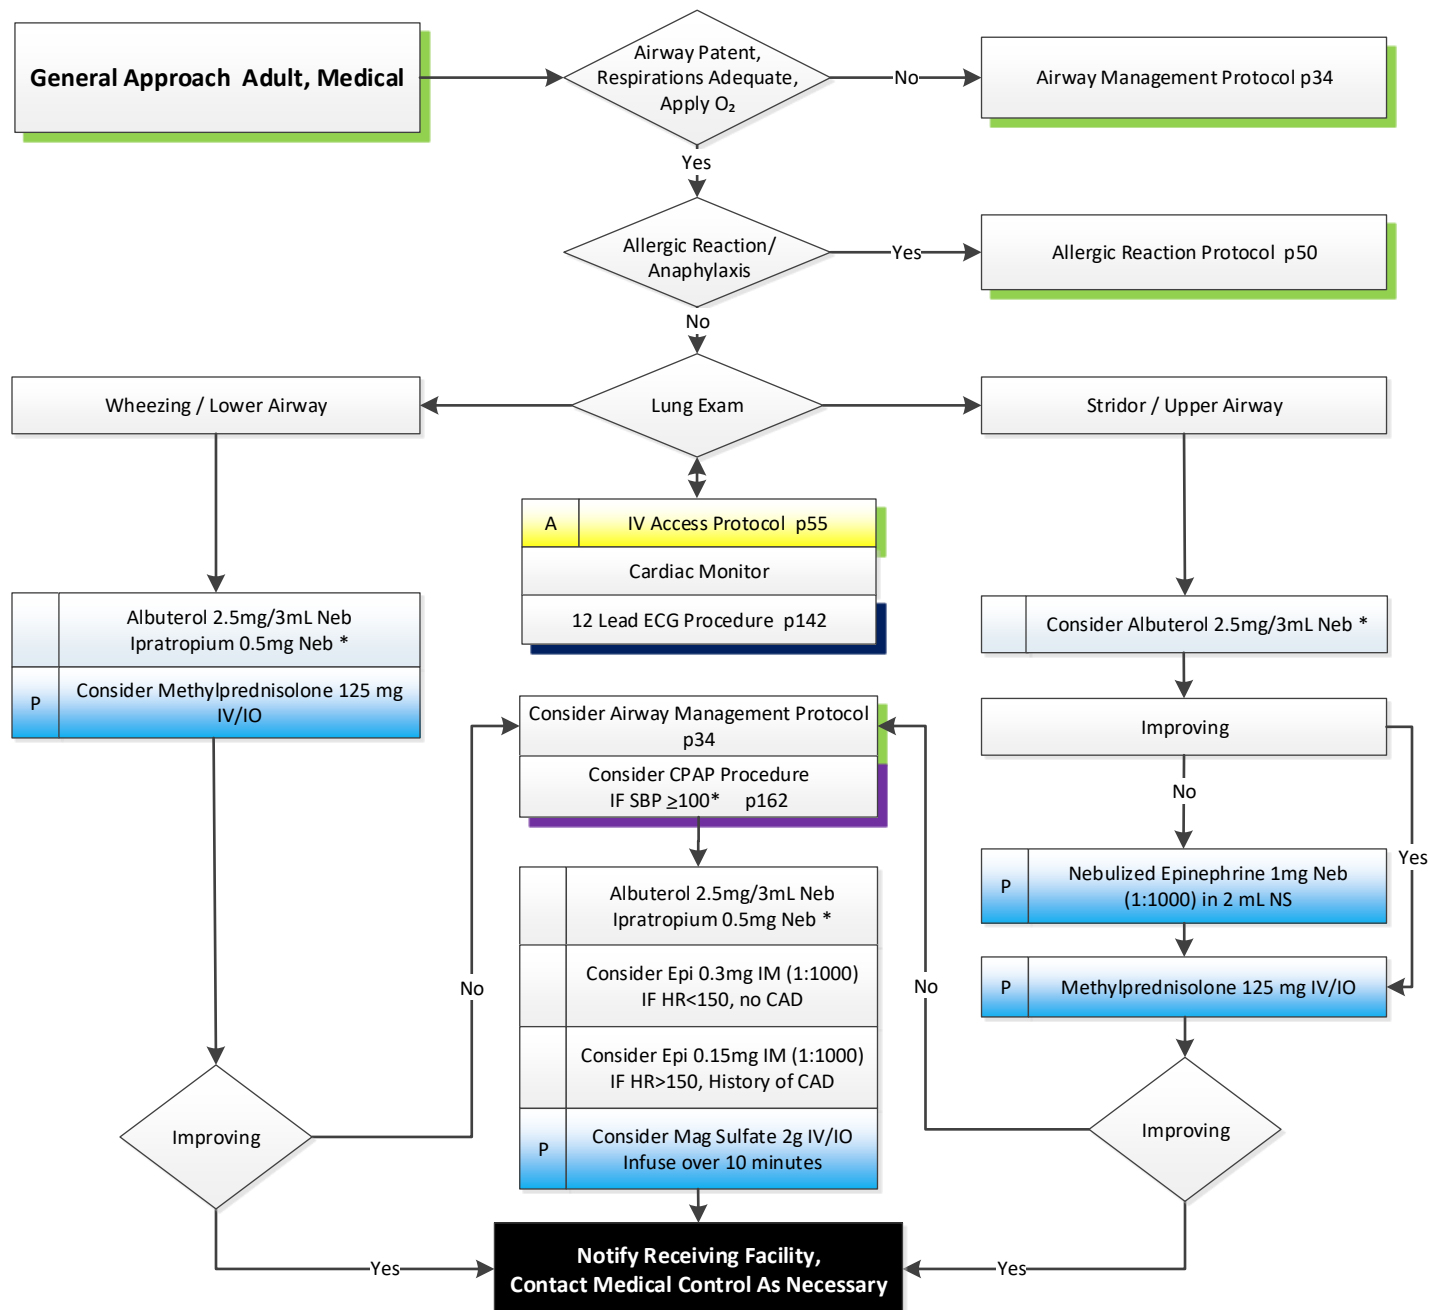 General Approach  Adult, Medical
Airway Patent,
Respirations Adequate,
Apply O₂
No
Airway Management Protocol p34
Yes
Allergic Reaction/
Anaphylaxis
Yes
Allergic Reaction Protocol  p50
No
Wheezing / Lower Airway
Lung Exam
Stridor / Upper Airway
A
IV Access Protocol  p55
Cardiac Monitor
12 Lead ECG Procedure  p142
Albuterol 2.5mg/3mL Neb
Ipratropium 0.5mg Neb *
P
Consider Methylprednisolone 125 mg
IV/IO
Consider Albuterol 2.5mg/3mL Neb *
Improving
No
Yes
P
Nebulized Epinephrine 1mg Neb
(1:1000) in 2 mL NS
P
Methylprednisolone 125 mg IV/IO
Consider Airway Management Protocol
p34
Consider CPAP Procedure
IF SBP ≥100*     p162
Albuterol 2.5mg/3mL Neb
Ipratropium 0.5mg Neb *
Consider Epi 0.3mg IM (1:1000)
IF HR<150, no CAD
Consider Epi 0.15mg IM (1:1000)
IF HR>150, History of CAD
P
Consider Mag Sulfate 2g IV/IO
Infuse over 10 minutes
No
No
Improving
Improving
Yes
Yes
Notify Receiving Facility,
Contact Medical Control As Necessary